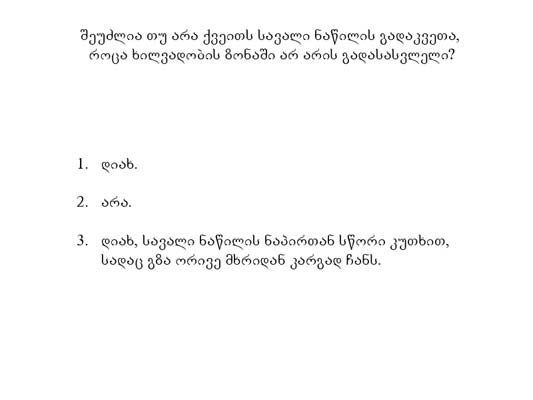 შეუძლია თუ არა ქვეითს სავალი ნაწილის გადაკვეთა,
როცა ხილვადობის ზონაში არ არის გადასასვლელი?
1. დიახ.
2. არა.
3. დიახ, სავალი ნაწილის ნაპირთან სწორი კუთხით,
სადაც გზა ორივე მხრიდან კარგად ჩანს.